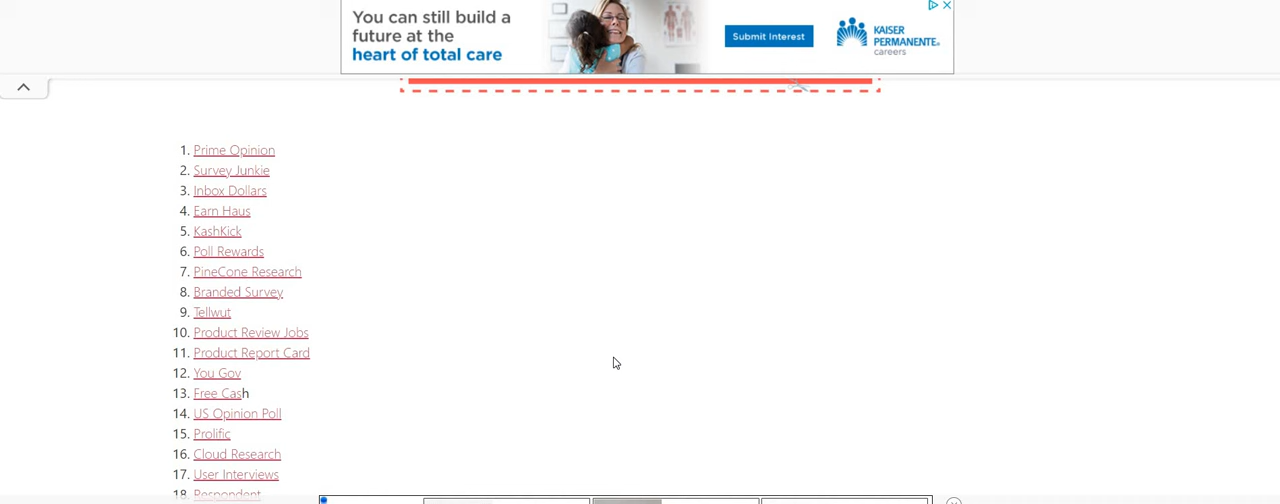 You can still build a
future at the
heart of total care
Submit Interest
KAISER
PERMANENTE®
careers
1. Prime Opinion
2. Survey Junkie
3. Inbox Dollars
4. Earn Haus
5. KashKick
6. Poll Rewards
7. PineCone Research
8. Branded Survey
9. Tellwut
10. Product Review Jobs
11. Product Report Card
12. You Gov
13. Free Cash
14. US Opinion Poll
15. Prolific
16. Cloud Research
17. User Interviews
18. Respondent